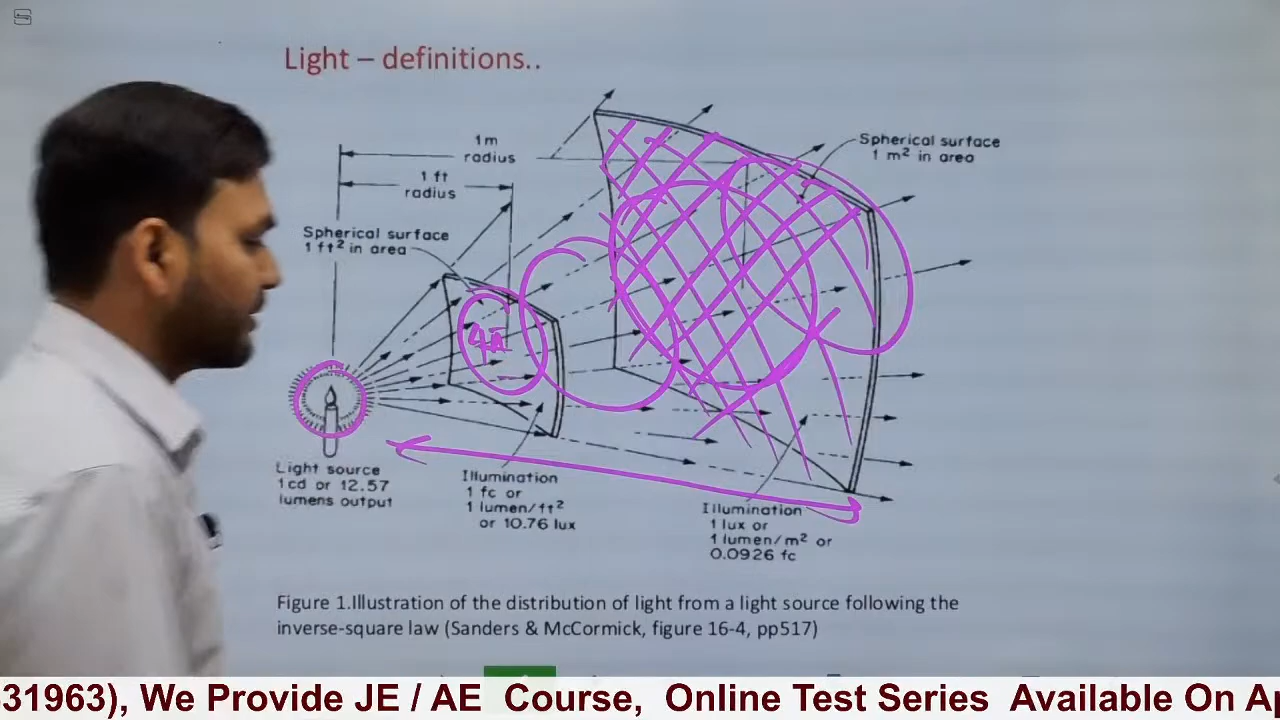 Light – definitions..
1 m
radius
1 ft
radius
Spherical surface
1 m² in area
Spherical surface
1 ft² in area
4π
Light source
1 cd or 12.57
lumens output
Illumination
1 fc or
1 lumen/ft²
or 10.76 lux
Illumination
1 lux or
1 lumen/m² or
0.0926 fc
Figure 1.Illustration of the distribution of light from a light source following the
inverse-square law (Sanders & McCormick, figure 16-4, pp517)
31963), We Provide JE / AE Course, Online Test Series Available On Ap